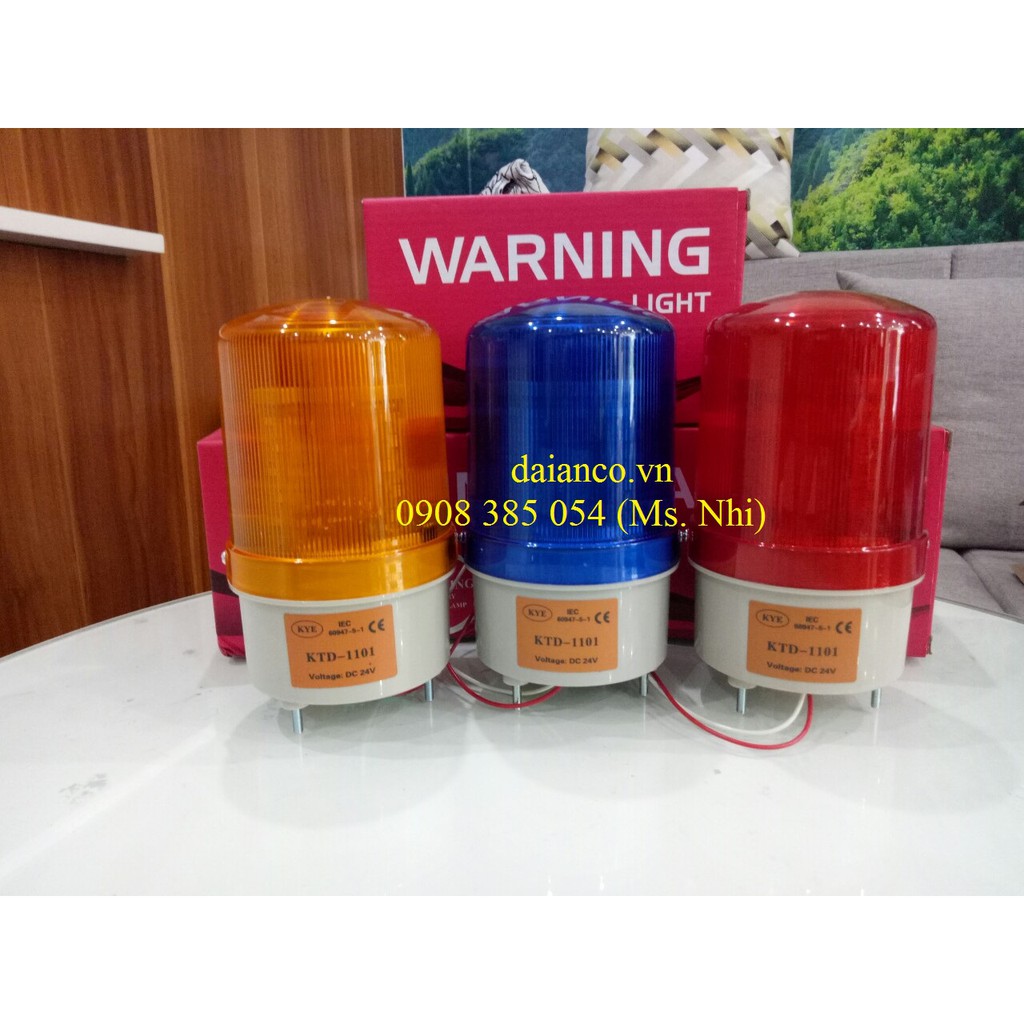 WARNING
LIGHT
daianco.vn
0908 385 054 (Ms. Nhi)
KYE
IEC
60947-5-1 CE
KTD-1101
Voltage: DC 24V
KYE
IEC
60947-5-1 CE
KTD-1101
Voltage: DC 24V
KYE
IEC
60947-5-1 CE
KTD-1101
Voltage: DC 24V